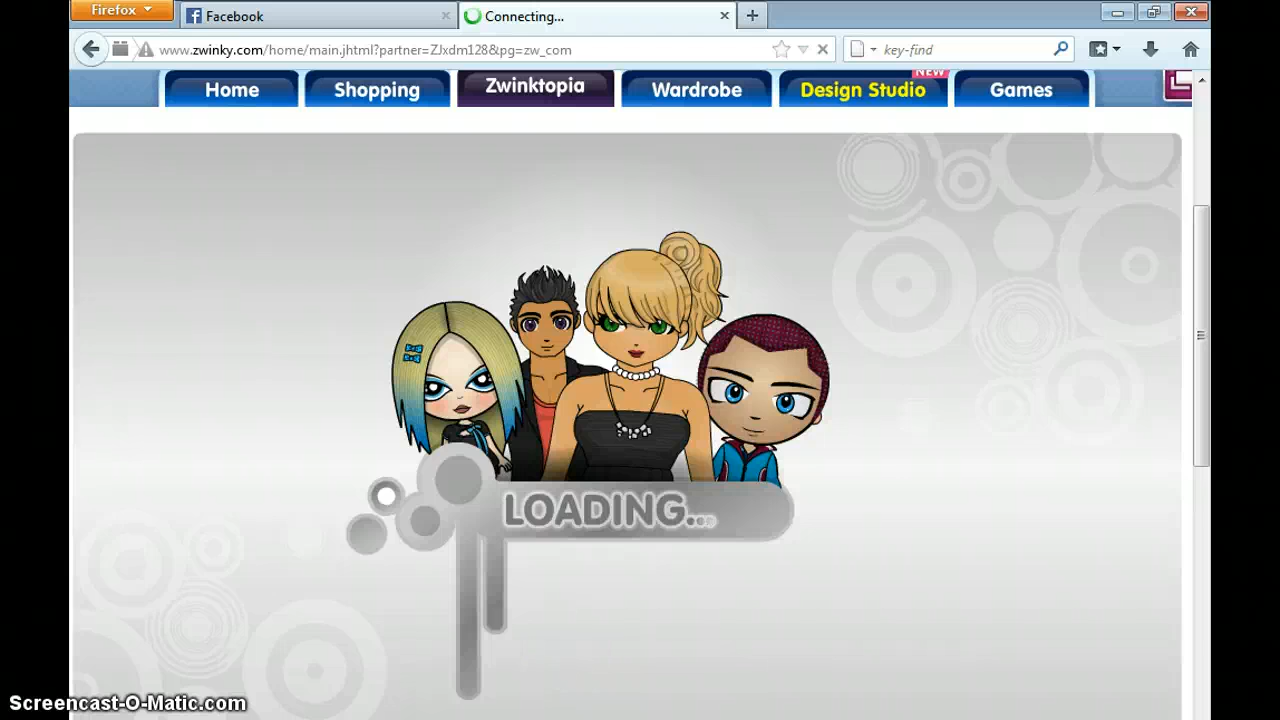 Firefox
Facebook
Connecting...
www.zwinky.com/home/main.jhtml?partner=ZJxdm128&pg=zw_com
key-find
NEW
Home
Shopping
Zwinktopia
Wardrobe
Design Studio
Games
LOADING...
Screencast-O-Matic.com